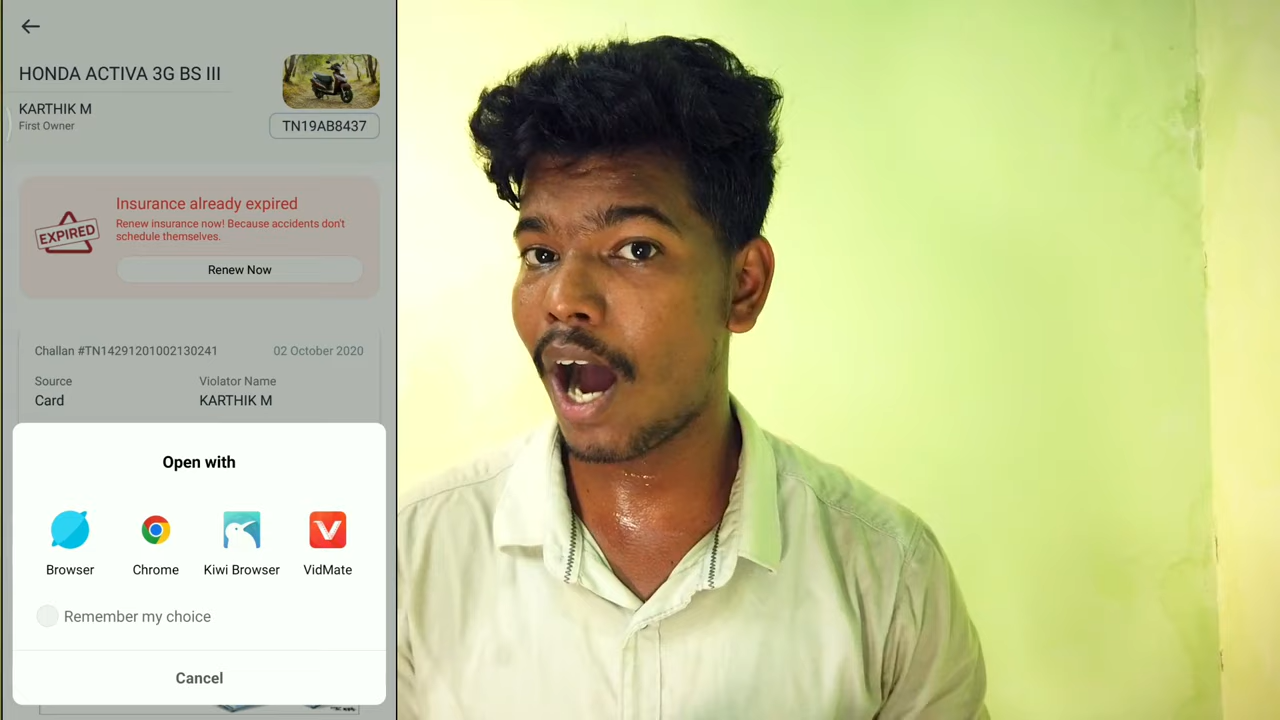 HONDA ACTIVA 3G BS III
KARTHIK M
First Owner
TN19AB8437
Insurance already expired
EXPIRED
Renew insurance now! Because accidents don't
schedule themselves.
Renew Now
Challan #TN14291201002130241
02 October 2020
Source
Violator Name
Card
KARTHIK M
Open with
Browser
Chrome
Kiwi Browser
VidMate
Remember my choice
Cancel